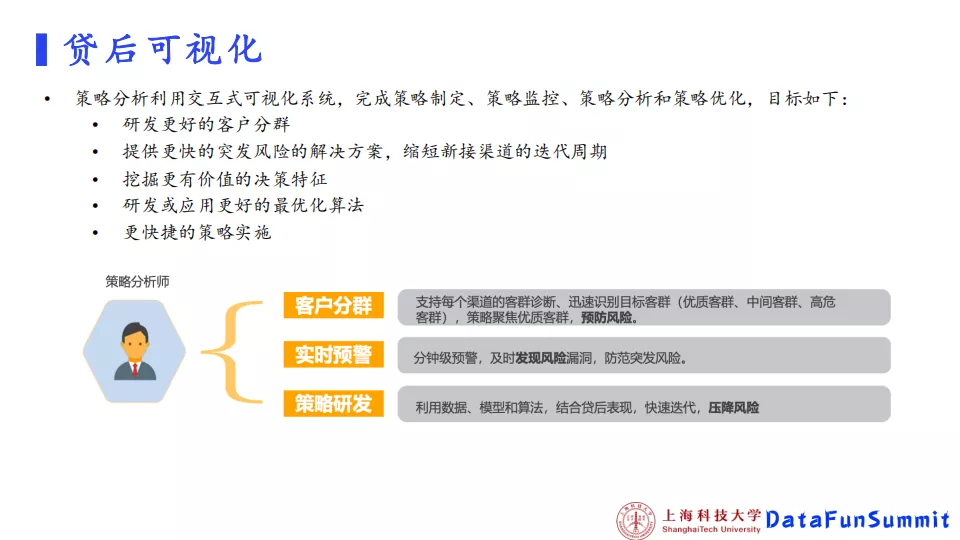 贷后可视化
• 策略分析利用交互式可视化系统，完成策略制定、策略监控、策略分析和策略优化，目标如下：
• 研发更好的客户分群
• 提供更快的突发风险的解决方案，缩短新接渠道的迭代周期
• 挖掘更有价值的决策特征
• 研发或应用更好的最优化算法
• 更快捷的策略实施
策略分析师
客户分群
支持每个渠道的客群诊断、迅速识别目标客群（优质客群、中间客群、高危
客群），策略聚焦优质客群，预防风险。
实时预警
分钟级预警，及时发现风险漏洞，防范突发风险。
策略研发
利用数据、模型和算法，结合贷后表现，快速迭代，压降风险
上海科技大学
ShanghaiTech University
DataFunSummit